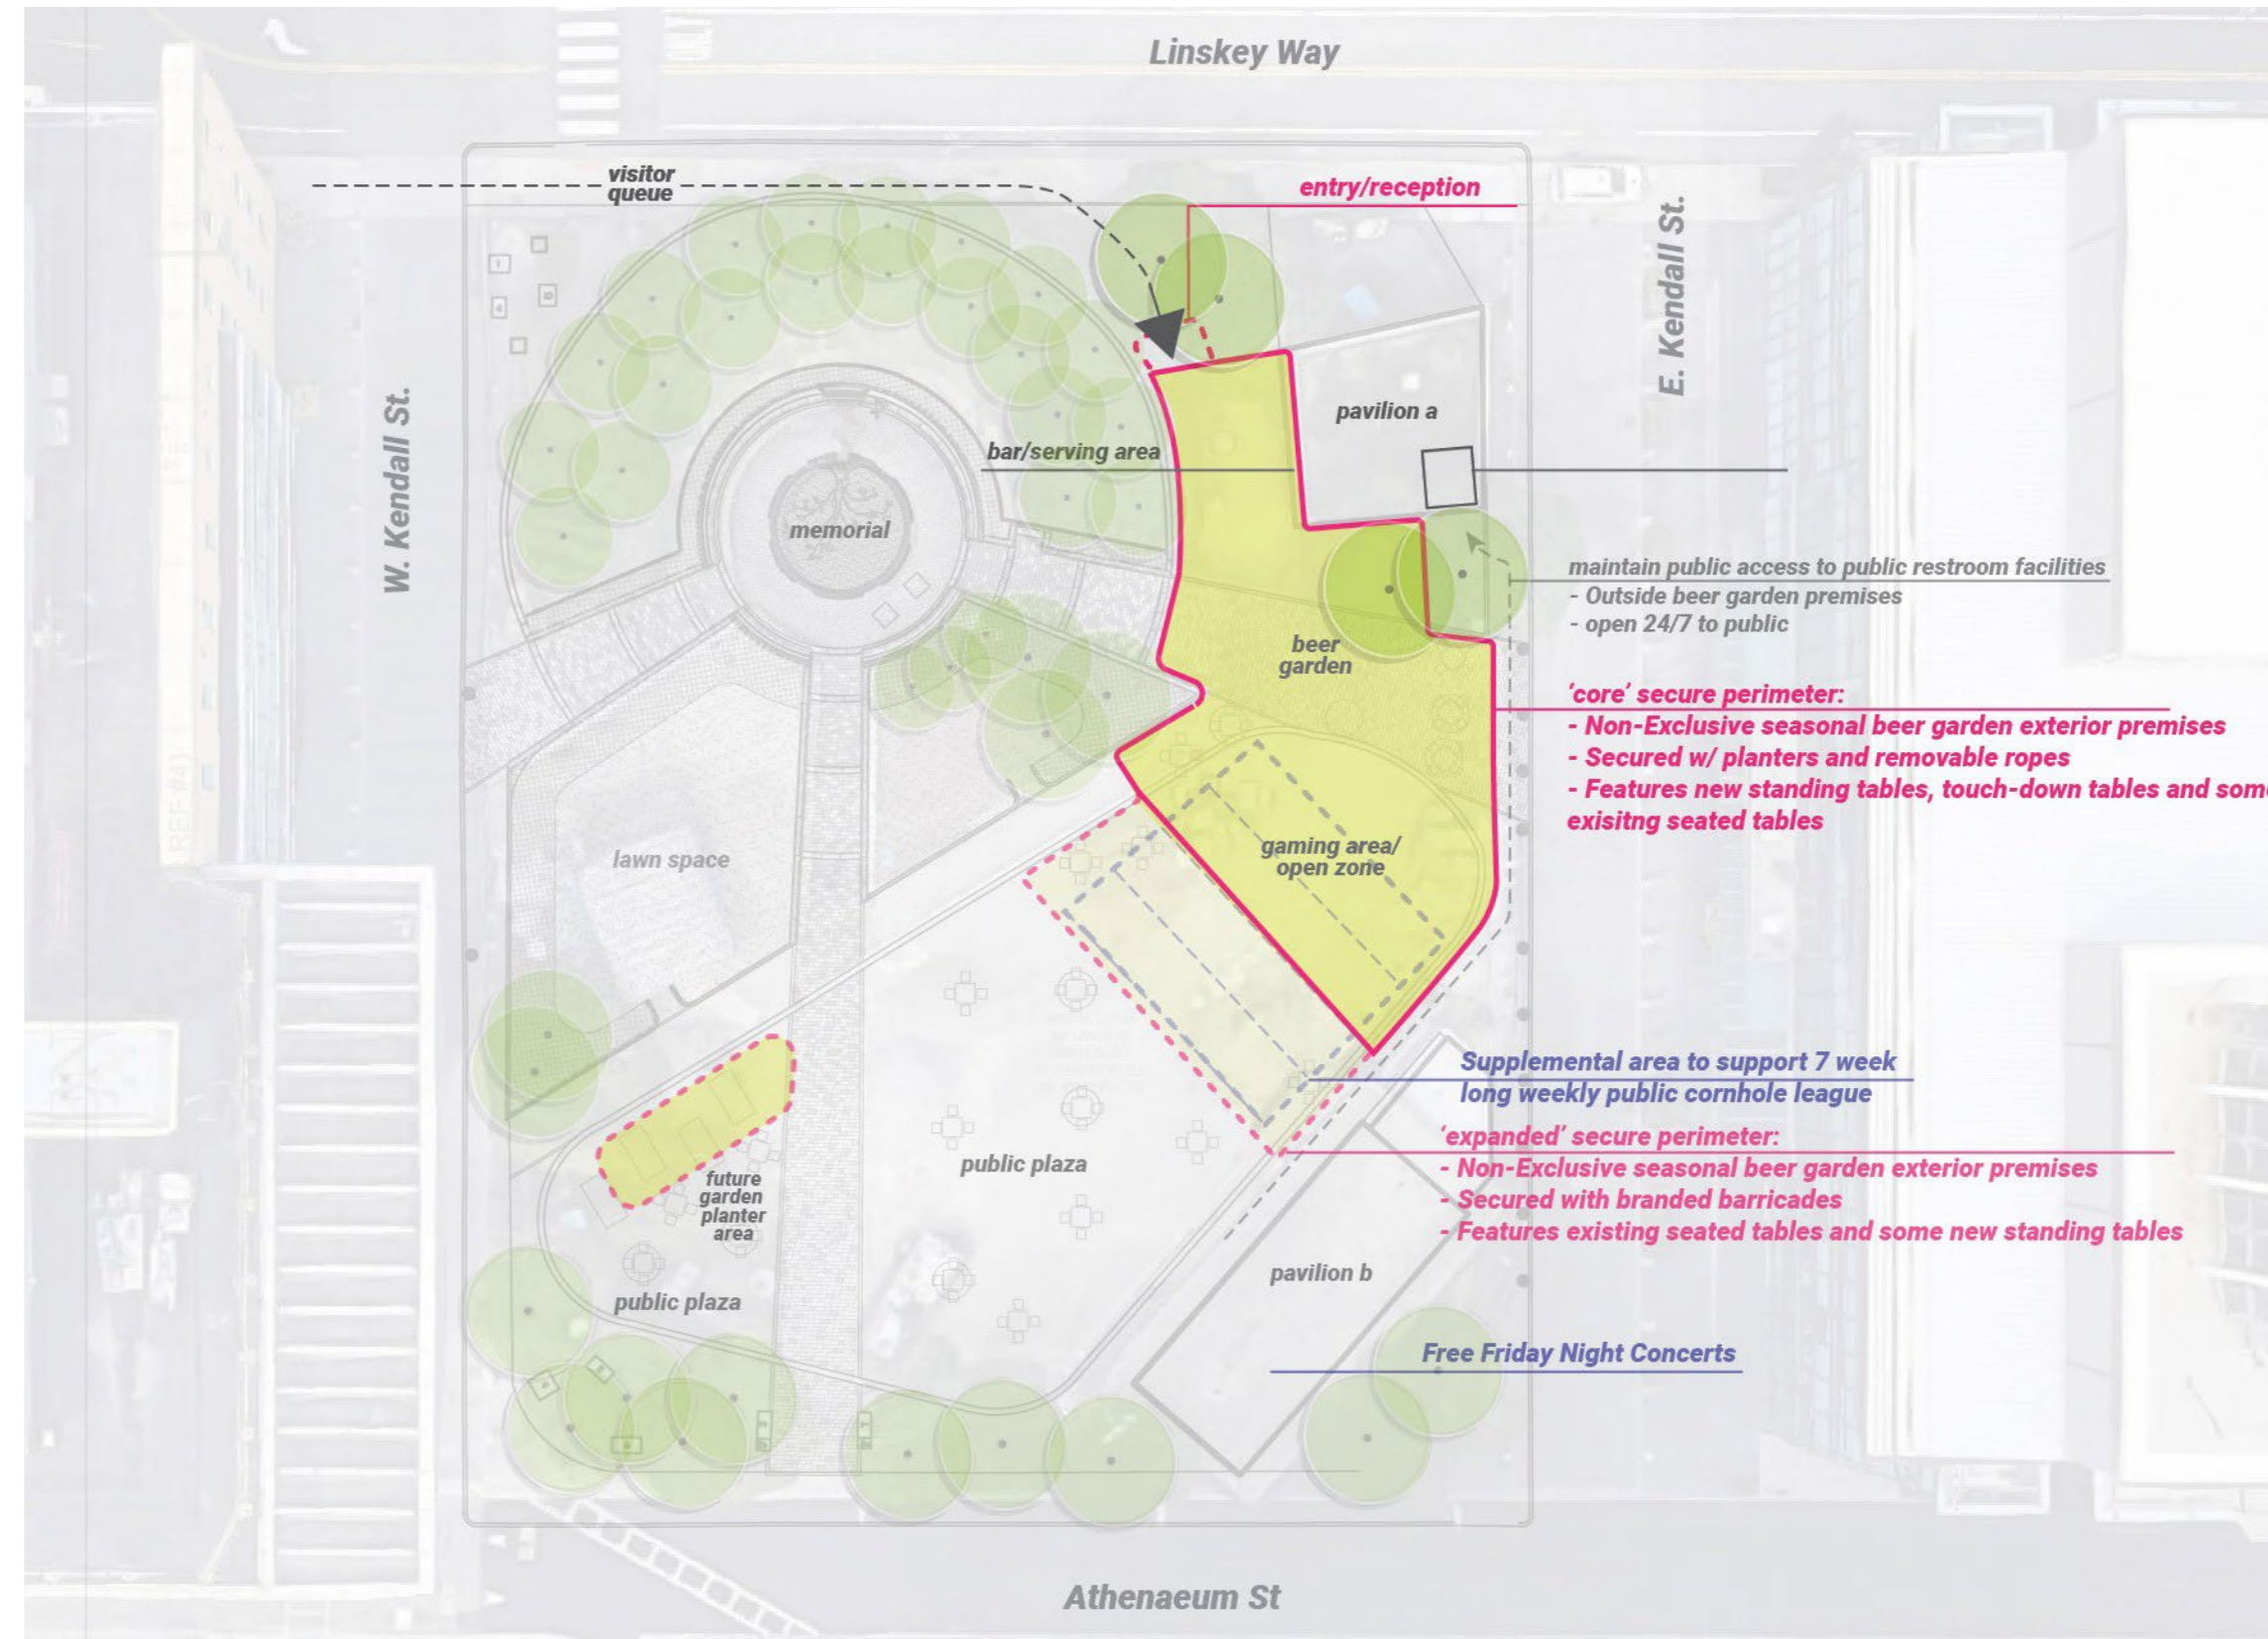 Linskey Way
visitor
queue
entry/reception
E. Kendall St.
W. Kendall St.
pavilion a
bar/serving area
memorial
maintain public access to public restroom facilities
- Outside beer garden premises
- open 24/7 to public
beer
garden
'core' secure perimeter:
- Non-Exclusive seasonal beer garden exterior premises
- Secured w/ planters and removable ropes
- Features new standing tables, touch-down tables and som
exisitng seated tables
gaming area/
open zone
lawn space
Supplemental area to support 7 week
long weekly public cornhole league
'expanded' secure perimeter:
- Non-Exclusive seasonal beer garden exterior premises
- Secured with branded barricades
- Features existing seated tables and some new standing tables
public plaza
future
garden
planter
area
pavilion b
public plaza
Free Friday Night Concerts
Athenaeum St